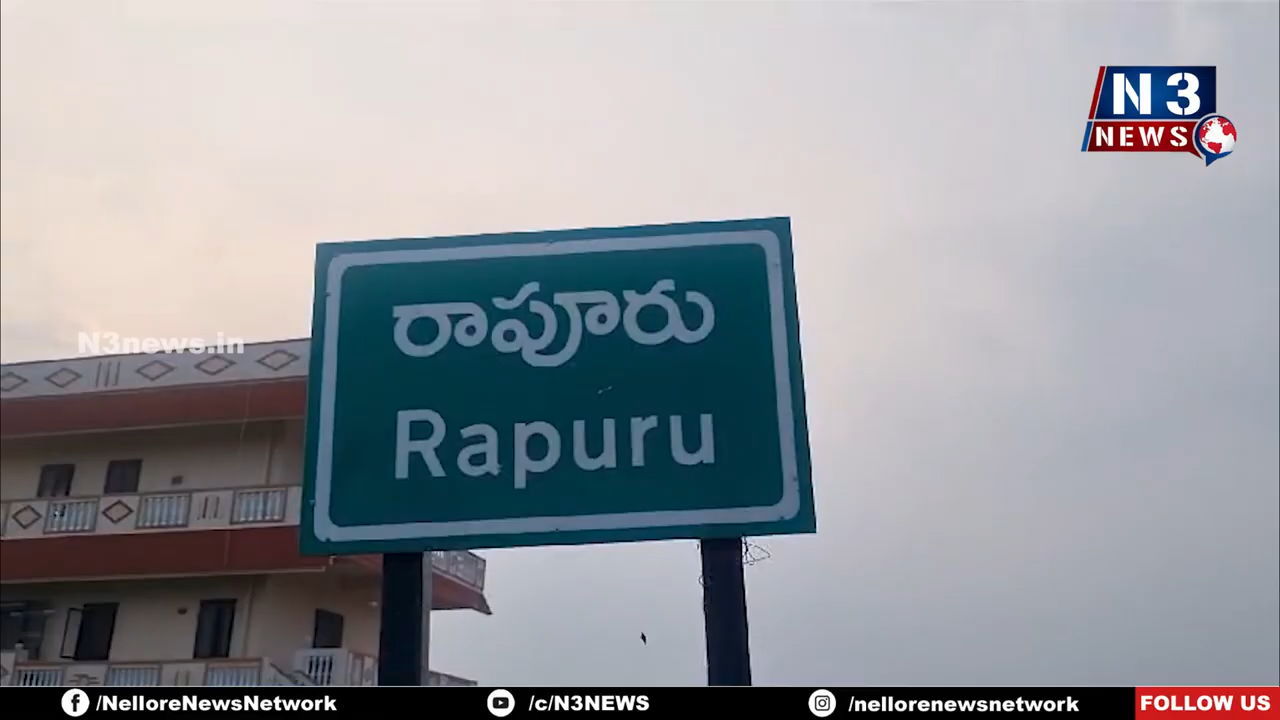 N3
NEWS
N3news.in
రాపూరు
Rapuru
/NelloreNewsNetwork
/c/N3NEWS
/nellorenewsnetwork
FOLLOW US